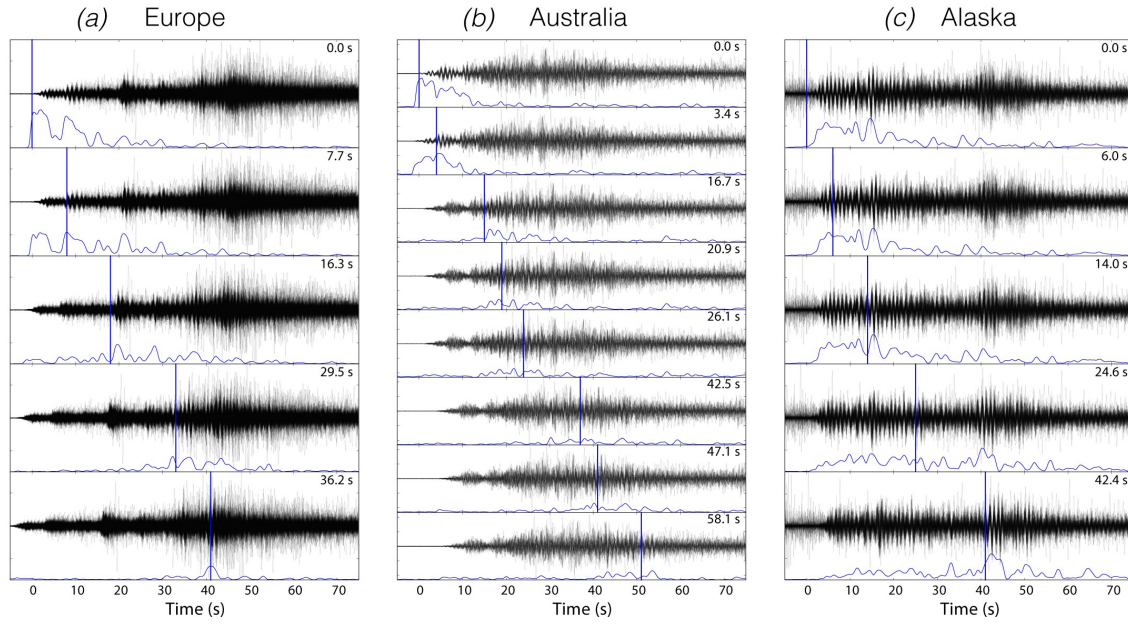 (a) Europe
(b) Australia
(c) Alaska
0.0 s
7.7 s
16.3 s
29.5 s
36.2 s
0 10 20 30 40 50 60 70
Time (s)
0.0 s
3.4 s
16.7 s
20.9 s
26.1 s
42.5 s
47.1 s
58.1 s
0 10 20 30 40 50 60 70
Time (s)
0.0 s
6.0 s
14.0 s
24.6 s
42.4 s
0 10 20 30 40 50 60 70
Time (s)